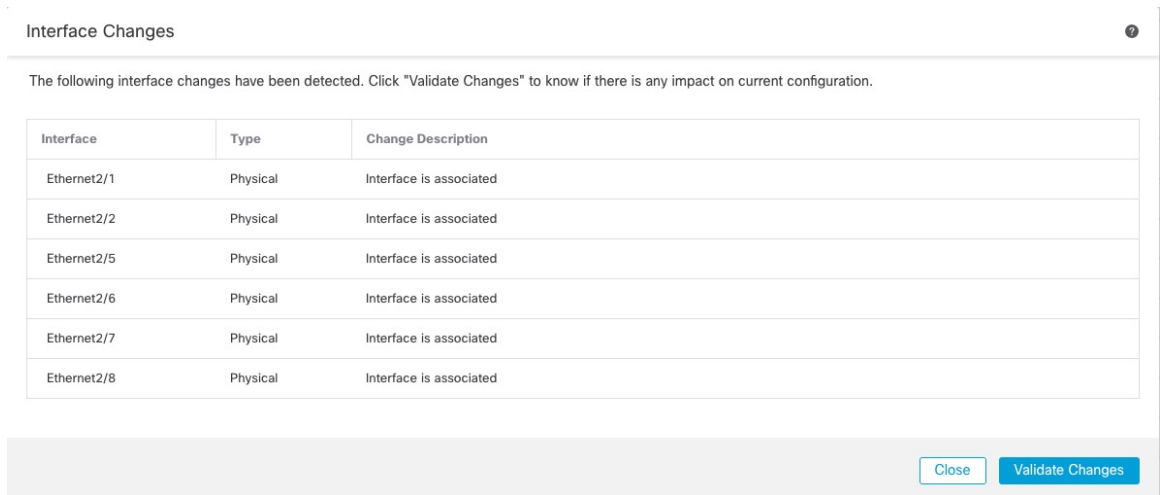 Interface Changes
?
The following interface changes have been detected. Click "Validate Changes" to know if there is any impact on current configuration.
Interface Type Change Description
Ethernet2/1 Physical Interface is associated
Ethernet2/2 Physical Interface is associated
Ethernet2/5 Physical Interface is associated
Ethernet2/6 Physical Interface is associated
Ethernet2/7 Physical Interface is associated
Ethernet2/8 Physical Interface is associated
Close Validate Changes